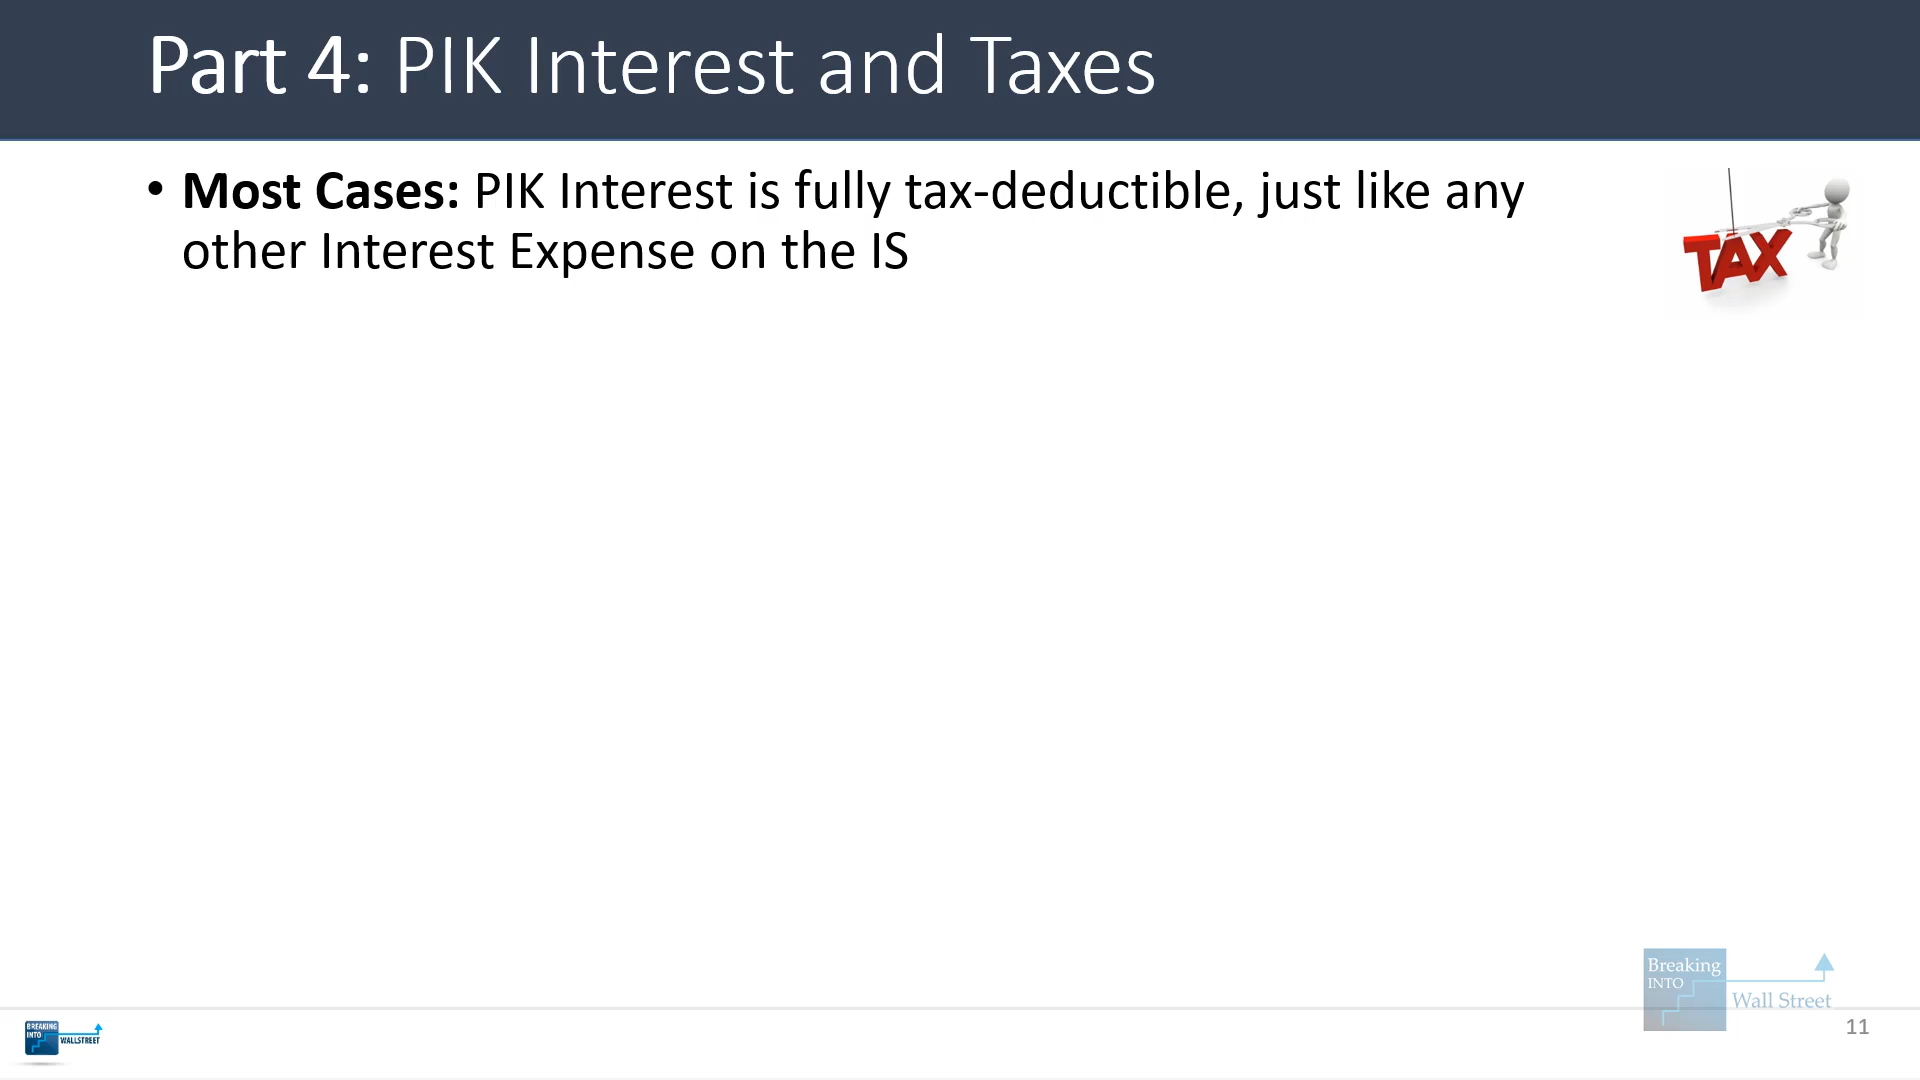 Part 4: PIK Interest and Taxes
• Most Cases: PIK Interest is fully tax-deductible, just like any
other Interest Expense on the IS
TAX
Breaking
INTO
Wall Street
BREAKING
INTO
WALLSTREET
11